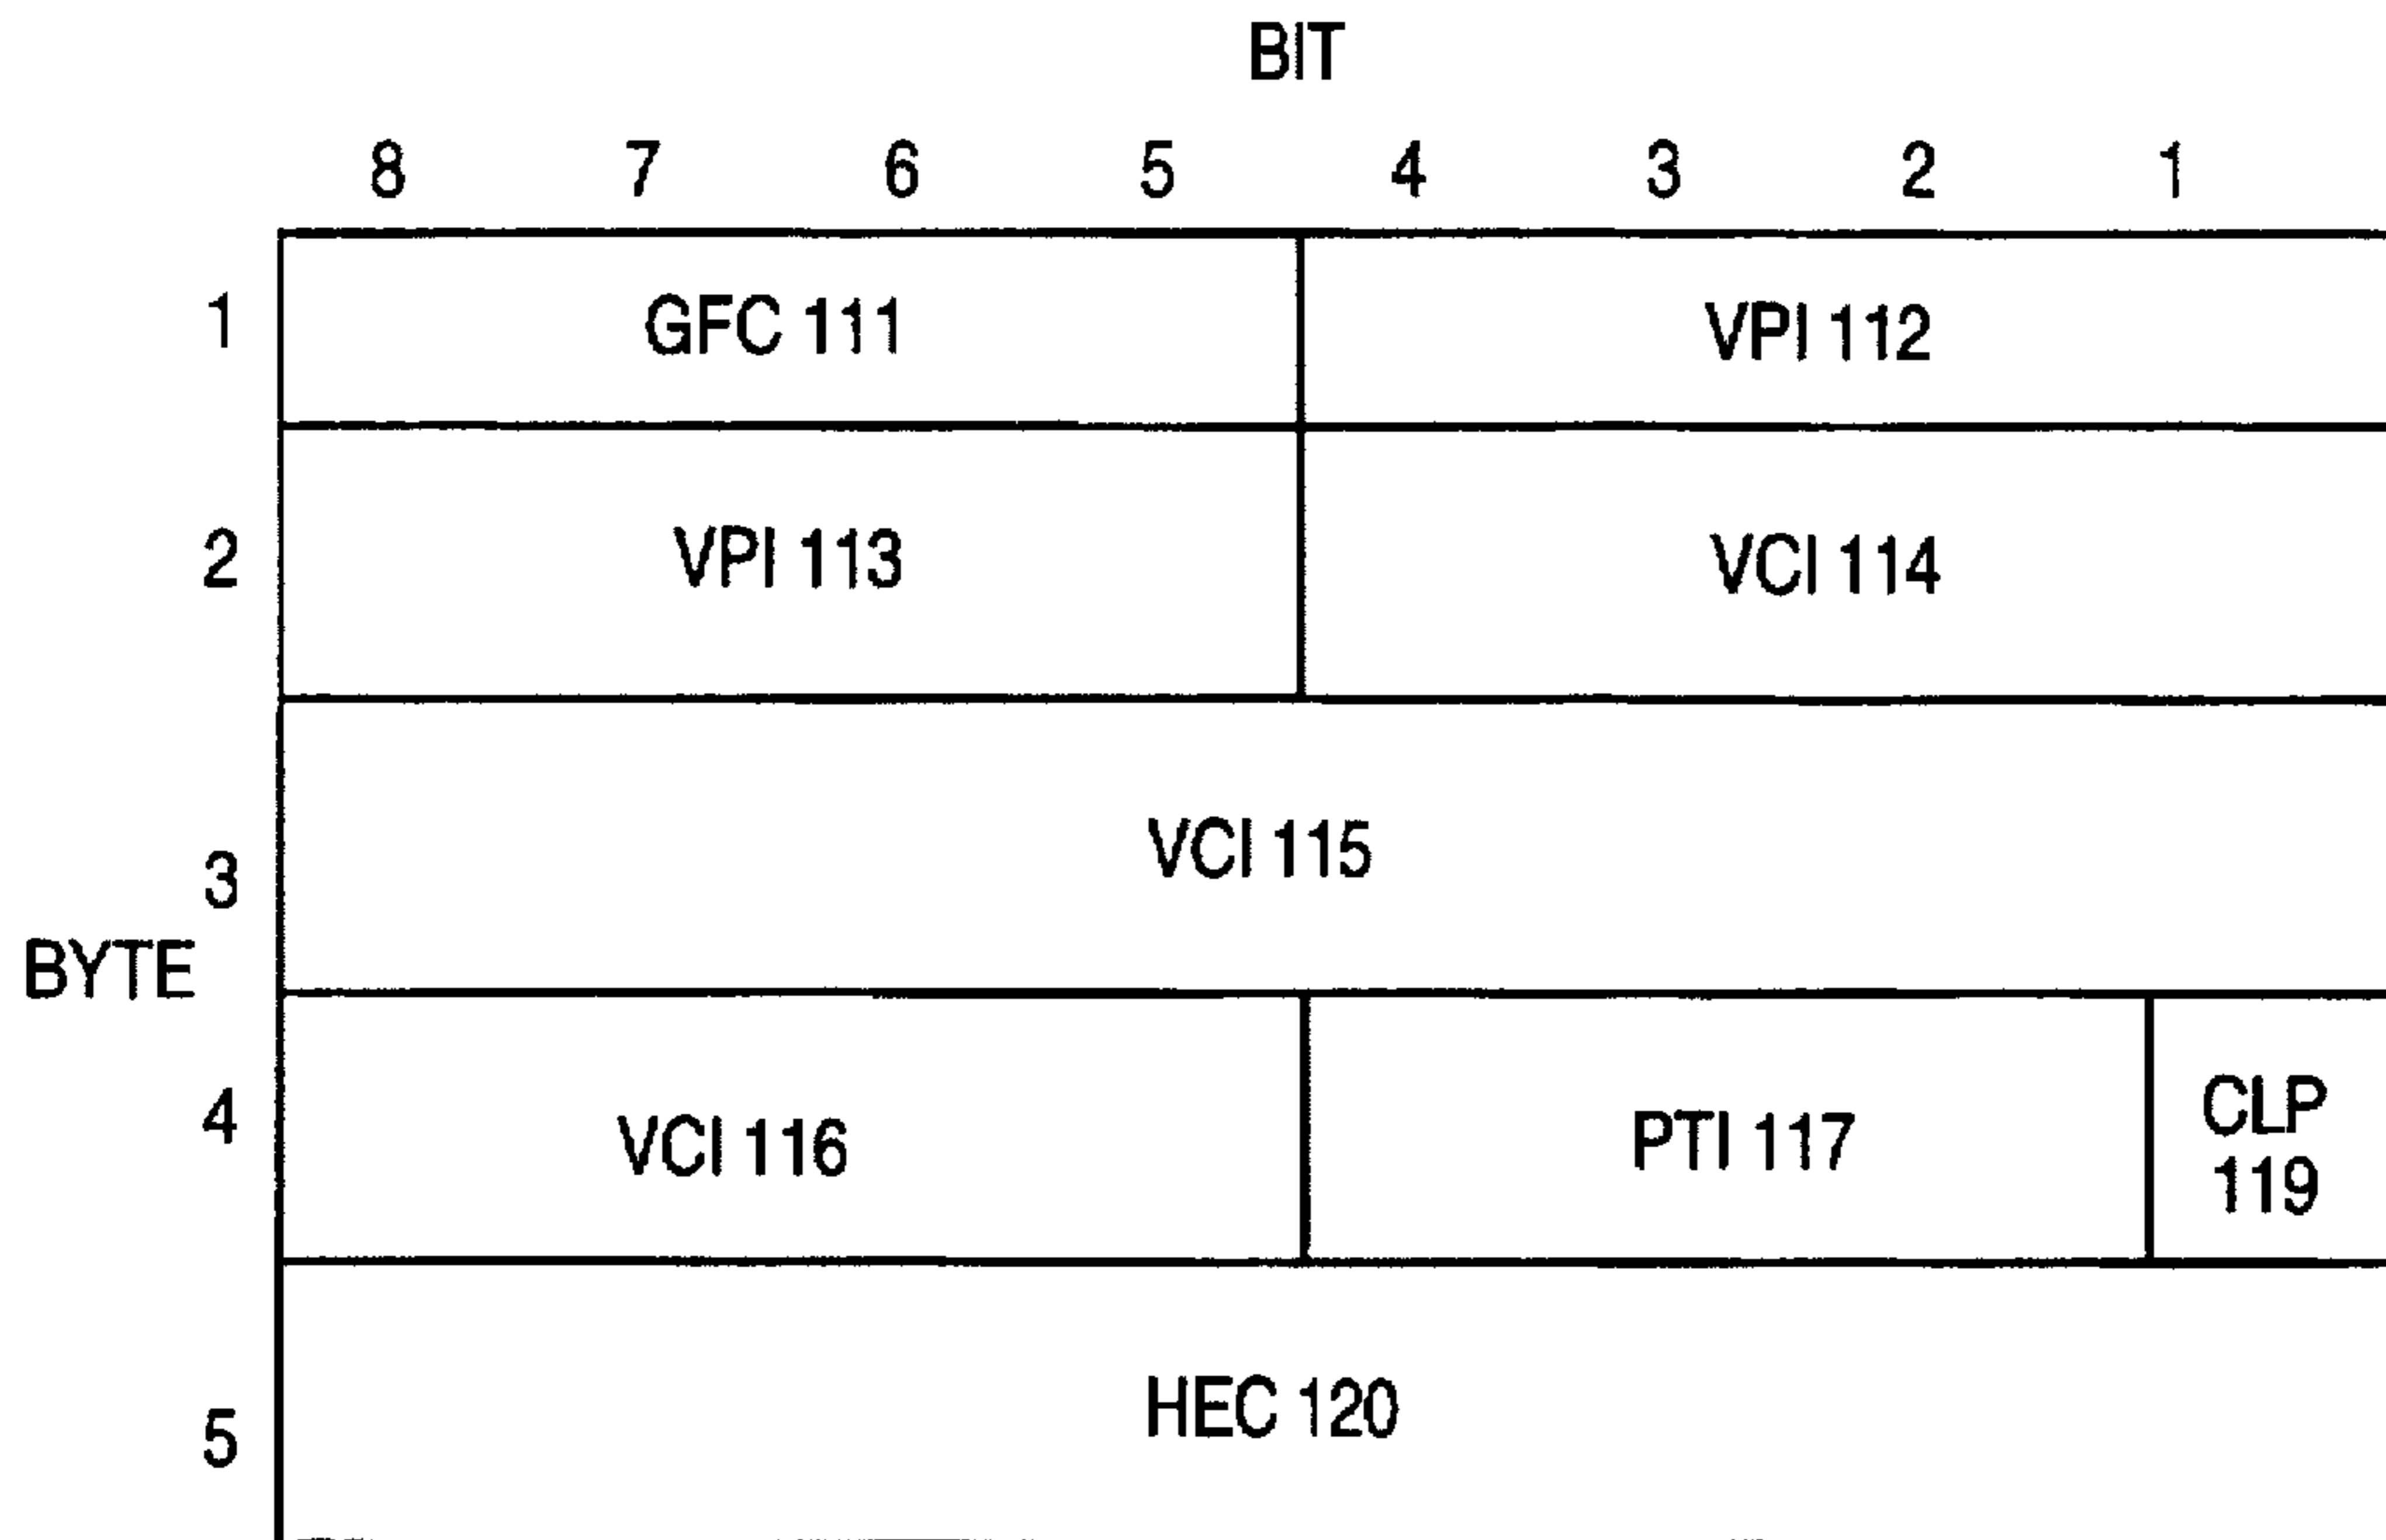 BIT
8 7 6 5 4 3 2 1
1 GFC 111 VPI 112
2 VPI 113 VCI 114
3 VCI 115
BYTE
4 VCI 116 PTI 117 CLP 119
5 HEC 120